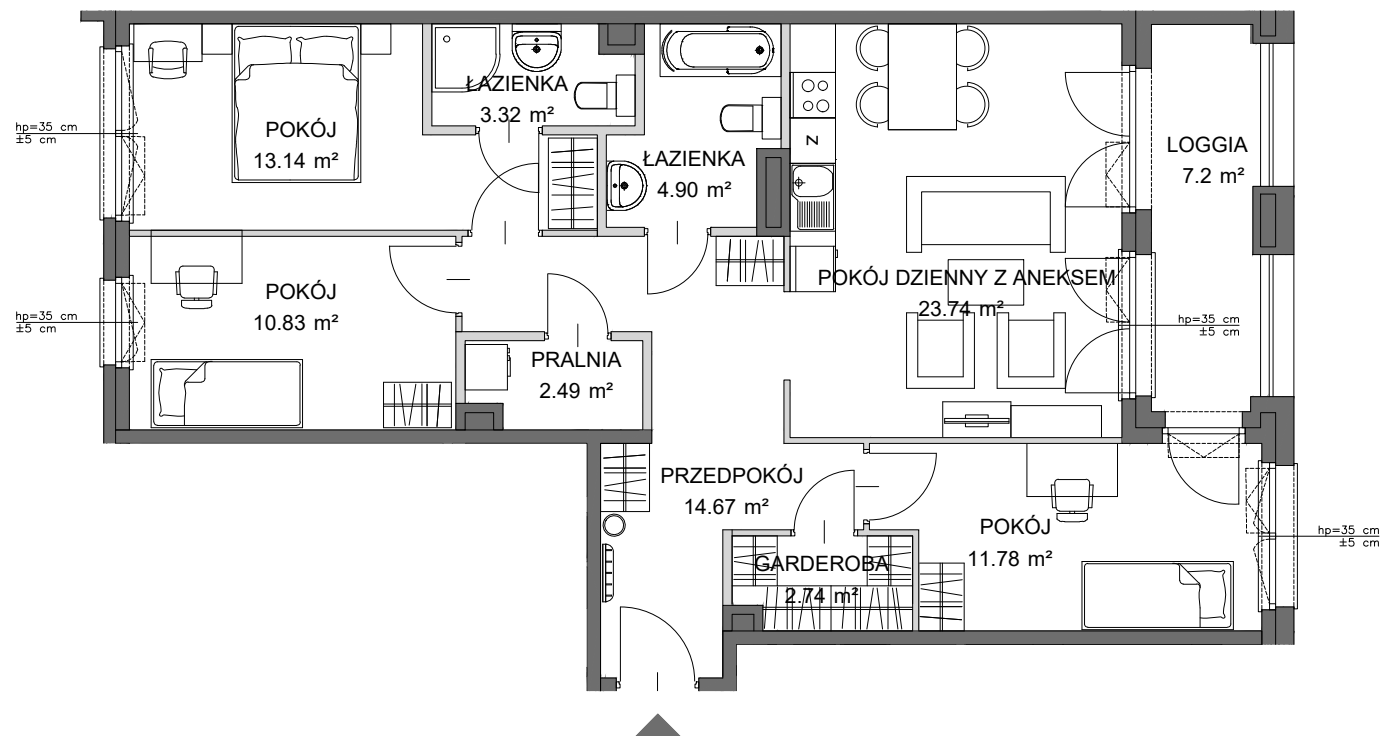 ŁAZIENKA
3.32 m²
POKÓJ
13.14 m²
hp=35 cm
±5 cm
ŁAZIENKA
4.90 m²
N
LOGGIA
7.2 m²
POKÓJ
10.83 m²
hp=35 cm
±5 cm
POKÓJ DZIENNY Z ANEKSEM
23.74 m²
hp=35 cm
±5 cm
PRALNIA
2.49 m²
PRZEDPOKÓJ
14.67 m²
POKÓJ
11.78 m²
hp=35 cm
±5 cm
GARDEROBA
2.74 m²